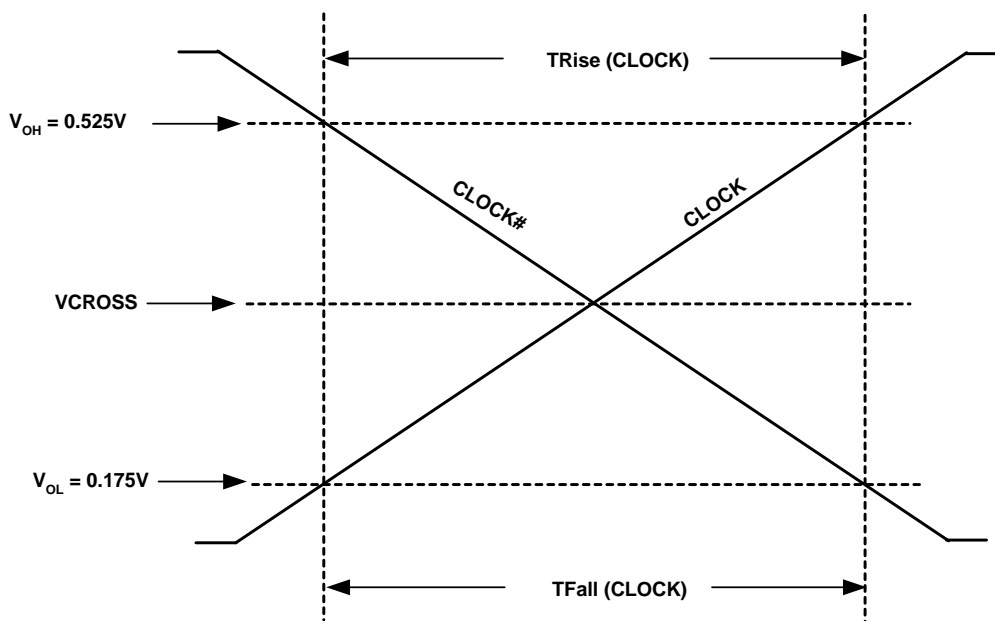 TRise (CLOCK)
VOH = 0.525V
CLOCK#
CLOCK
VCROSS
VOL = 0.175V
TFall (CLOCK)